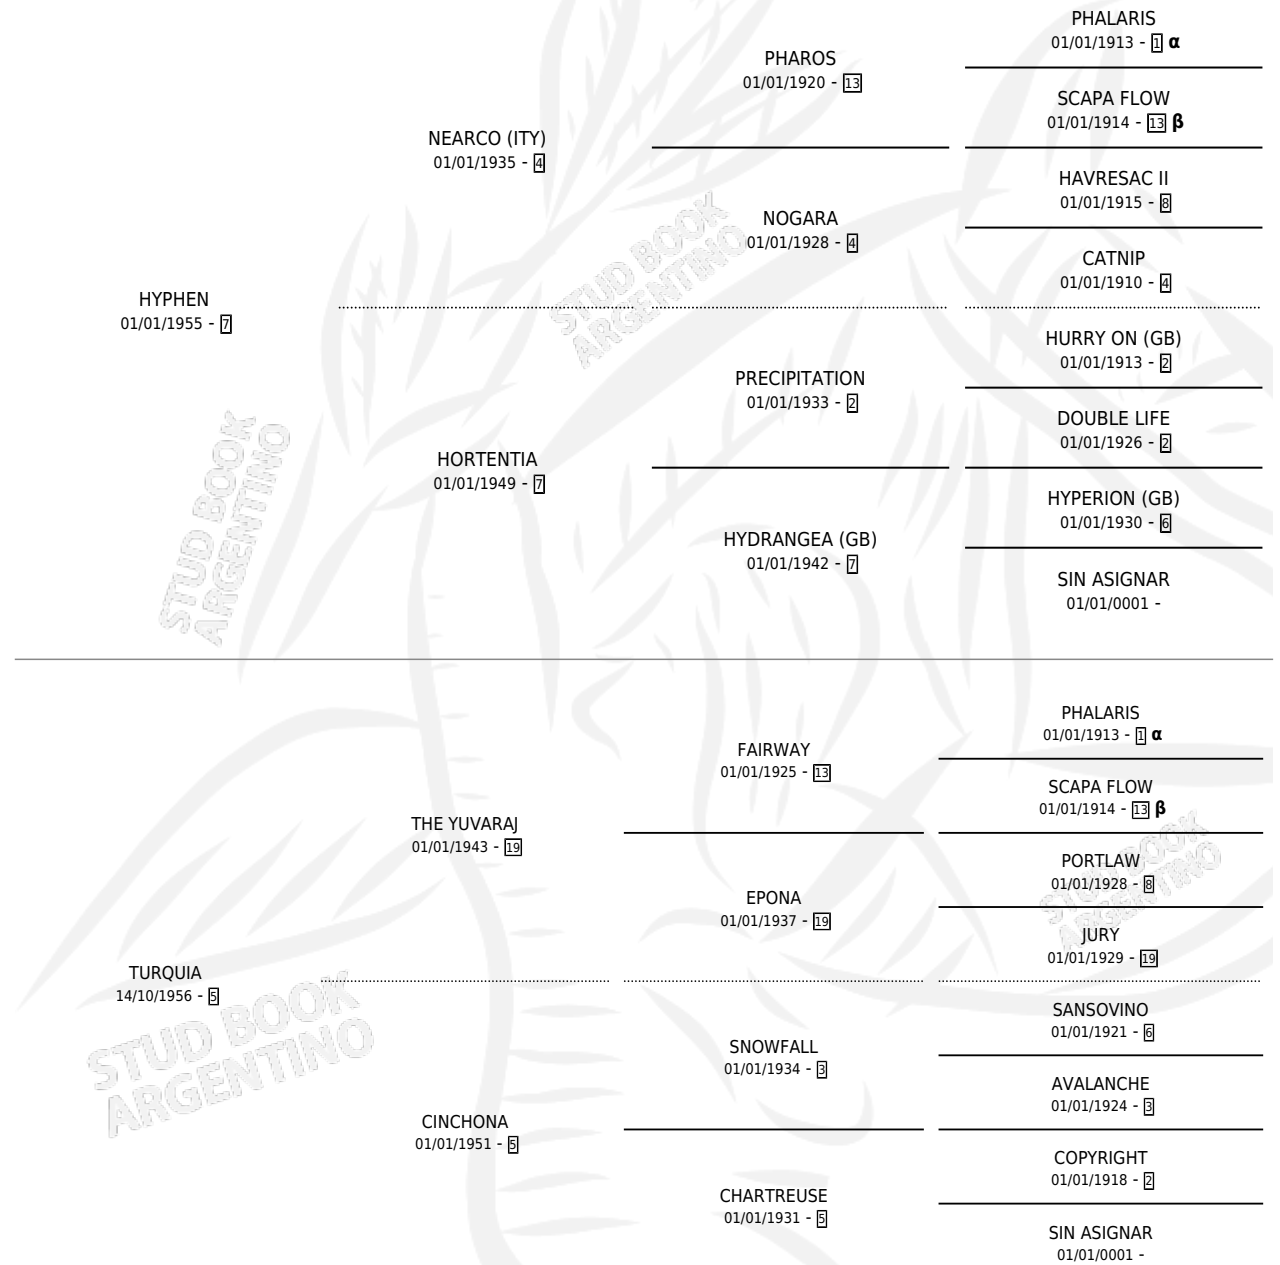 PHALARIS
01/01/1913 - 1 α
PHAROS
01/01/1920 - 13
SCAPA FLOW
01/01/1914 - 13 β
NEARCO (ITY)
01/01/1935 - 4
HAVRESAC II
01/01/1915 - 8
NOGARA
01/01/1928 - 4
CATNIP
01/01/1910 - 4
HYPHEN
01/01/1955 - 7
HURRY ON (GB)
01/01/1913 - 2
PRECIPITATION
01/01/1933 - 2
DOUBLE LIFE
01/01/1926 - 2
HORTENTIA
01/01/1949 - 7
HYPERION (GB)
01/01/1930 - 6
HYDRANGEA (GB)
01/01/1942 - 7
SIN ASIGNAR
01/01/0001 -
PHALARIS
01/01/1913 - 1 α
FAIRWAY
01/01/1925 - 13
SCAPA FLOW
01/01/1914 - 13 β
THE YUVARAJ
01/01/1943 - 19
PORTLAW
01/01/1928 - 8
EPONA
01/01/1937 - 19
JURY
01/01/1929 - 19
TURQUIA
14/10/1956 - 5
SANSOVINO
01/01/1921 - 6
SNOWFALL
01/01/1934 - 3
AVALANCHE
01/01/1924 - 3
CINCHONA
01/01/1951 - 5
COPYRIGHT
01/01/1918 - 2
CHARTREUSE
01/01/1931 - 5
SIN ASIGNAR
01/01/0001 -
STUD BOOK
ARGENTINO
STUD BOOK
ARGENTINO
STUD BOOK
ARGENTINO
STUD BOOK
ARGENTINO